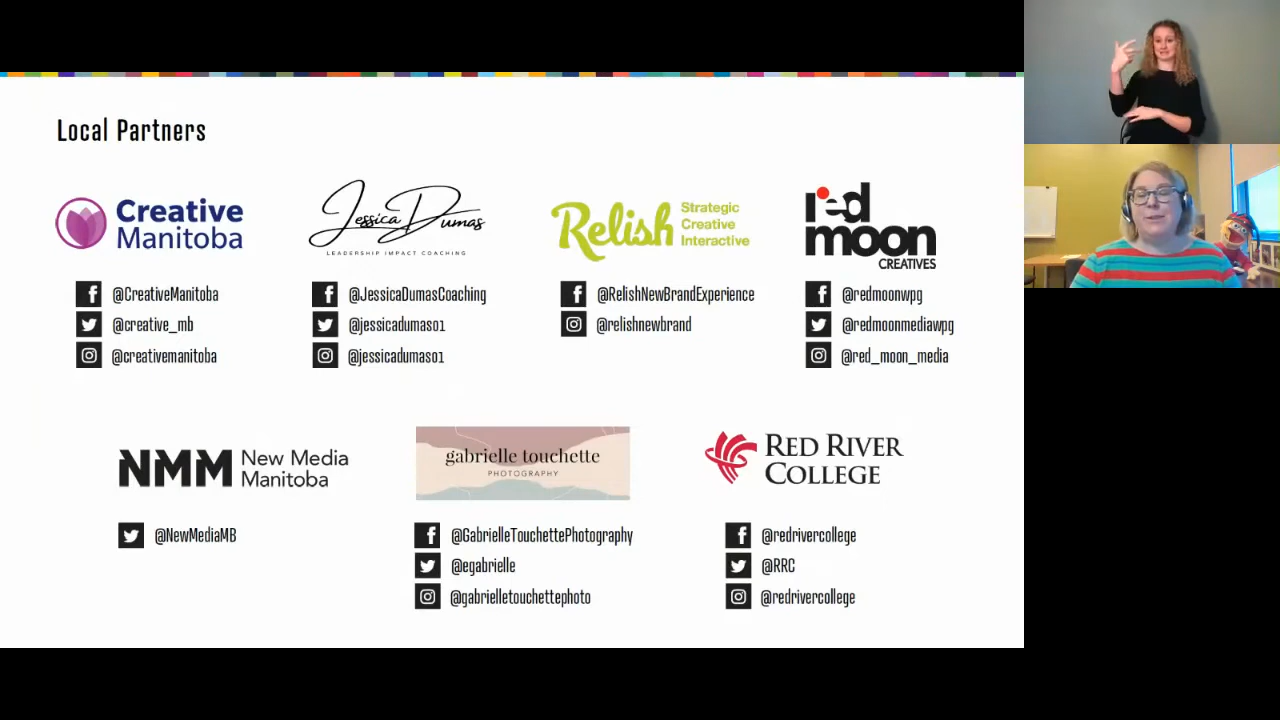 Local Partners
Creative
Manitoba
@CreativeManitoba
@creative_mb
@creativemanitoba
Jessica Dumas
LEADERSHIP IMPACT COACHING
@JessicaDumasCoaching
@jessicadumas01
@jessicadumas01
Relish
Strategic
Creative
Interactive
@RelishNewBrandExperience
@relishnewbrand
red
moon
CREATIVES
@redmoonwpg
@redmoonmediawpg
@red_moon_media
NMM
New Media
Manitoba
@NewMediaMB
gabrielle touchette
PHOTOGRAPHY
@GabrielleTouchettePhotography
@egabrielle
@gabrielletouchettephoto
RED RIVER
COLLEGE
@redrivercollege
@RRC
@redrivercollege